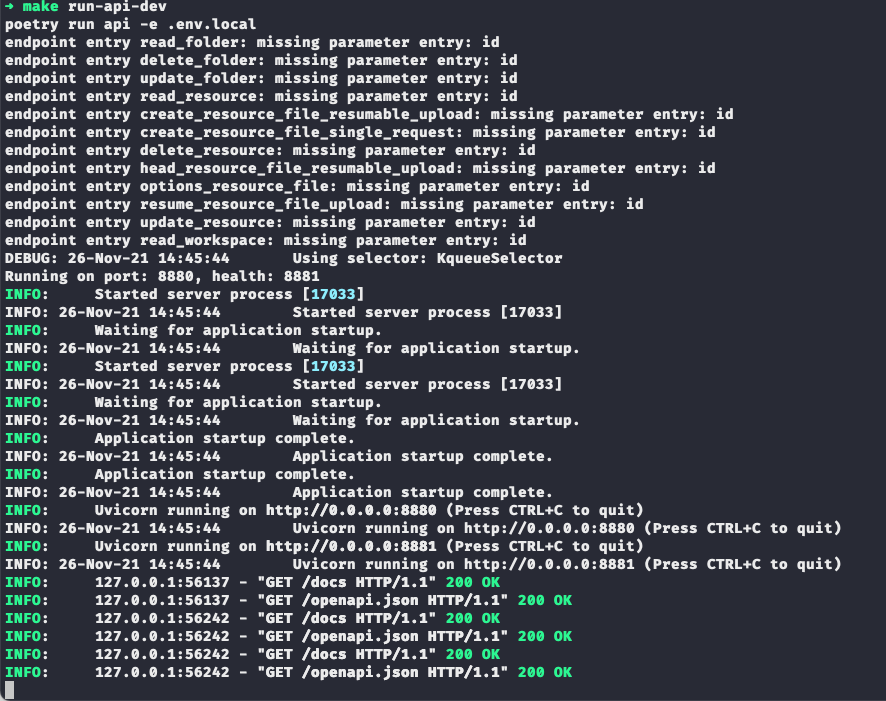 → make run-api-dev
poetry run api -e .env.local
endpoint entry read_folder: missing parameter entry: id
endpoint entry delete_folder: missing parameter entry: id
endpoint entry update_folder: missing parameter entry: id
endpoint entry read_resource: missing parameter entry: id
endpoint entry create_resource_file_resumable_upload: missing parameter entry: id
endpoint entry create_resource_file_single_request: missing parameter entry: id
endpoint entry delete_resource: missing parameter entry: id
endpoint entry head_resource_file_resumable_upload: missing parameter entry: id
endpoint entry options_resource_file: missing parameter entry: id
endpoint entry resume_resource_file_upload: missing parameter entry: id
endpoint entry update_resource: missing parameter entry: id
endpoint entry read_workspace: missing parameter entry: id
DEBUG: 26-Nov-21 14:45:44       Using selector: KqueueSelector
Running on port: 8880, health: 8881
INFO:     Started server process [17033]
INFO: 26-Nov-21 14:45:44        Started server process [17033]
INFO:     Waiting for application startup.
INFO: 26-Nov-21 14:45:44        Waiting for application startup.
INFO:     Started server process [17033]
INFO: 26-Nov-21 14:45:44        Started server process [17033]
INFO:     Waiting for application startup.
INFO: 26-Nov-21 14:45:44        Waiting for application startup.
INFO:     Application startup complete.
INFO: 26-Nov-21 14:45:44        Application startup complete.
INFO:     Application startup complete.
INFO: 26-Nov-21 14:45:44        Application startup complete.
INFO:     Uvicorn running on http://0.0.0.0:8880 (Press CTRL+C to quit)
INFO: 26-Nov-21 14:45:44        Uvicorn running on http://0.0.0.0:8880 (Press CTRL+C to quit)
INFO:     Uvicorn running on http://0.0.0.0:8881 (Press CTRL+C to quit)
INFO: 26-Nov-21 14:45:44        Uvicorn running on http://0.0.0.0:8881 (Press CTRL+C to quit)
INFO:     127.0.0.1:56137 - "GET /docs HTTP/1.1" 200 OK
INFO:     127.0.0.1:56137 - "GET /openapi.json HTTP/1.1" 200 OK
INFO:     127.0.0.1:56242 - "GET /docs HTTP/1.1" 200 OK
INFO:     127.0.0.1:56242 - "GET /openapi.json HTTP/1.1" 200 OK
INFO:     127.0.0.1:56242 - "GET /docs HTTP/1.1" 200 OK
INFO:     127.0.0.1:56242 - "GET /openapi.json HTTP/1.1" 200 OK